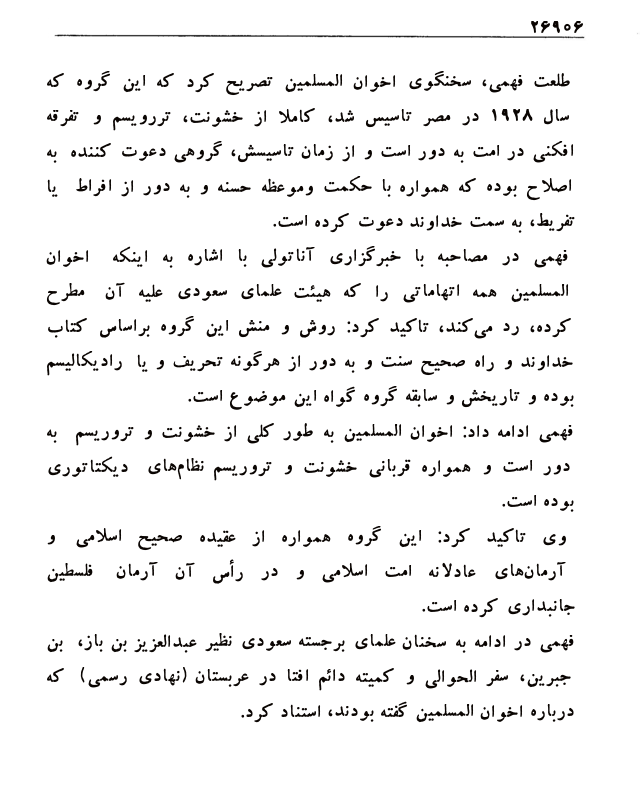 ۲۶۹۰۶
طلعت فهمی، سخنگوی اخوان المسلمین تصریح کرد که این گروه که
سال ۱۹۲۸ در مصر تاسیس شد، کاملا از خشونت، تررویسم و تفرقه
افکنی در امت به دور است و از زمان تاسیسش، گروهی دعوت کننده به
اصلاح بوده که همواره با حکمت وموعظه حسنه و به دور از افراط یا
تفریط، به سمت خداوند دعوت کرده است.
فهمی در مصاحبه با خبرگزاری آناتولی با اشاره به اینکه اخوان
المسلمین همه اتهاماتی را که هیئت علمای سعودی علیه آن مطرح
کرده، رد می‌کند، تاکید کرد: روش و منش این گروه براساس کتاب
خداوند و راه صحیح سنت و به دور از هرگونه تحریف و یا رادیکالیسم
بوده و تاریخش و سابقه گروه گواه این موضوع است.
فهمی ادامه داد: اخوان المسلمین به طور کلی از خشونت و تروریسم به
دور است و همواره قربانی خشونت و تروریسم نظام‌های دیکتاتوری
بوده است.
وی تاکید کرد: این گروه همواره از عقیده صحیح اسلامی و
آرمان‌های عادلانه امت اسلامی و در رأس آن آرمان فلسطین
جانبداری کرده است.
فهمی در ادامه به سخنان علمای برجسته سعودی نظیر عبدالعزیز بن باز، بن
جبرین، سفر الحوالی و کمیته دائم افتا در عربستان (نهادی رسمی) که
درباره اخوان المسلمین گفته بودند، استناد کرد.